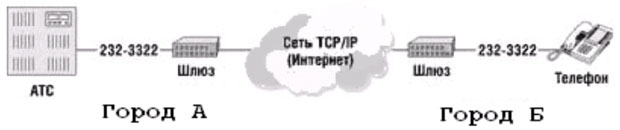 232-3322
Сеть TCP/IP
(Интернет)
232-3322
АТС
Шлюз
Шлюз
Телефон
Город А
Город Б